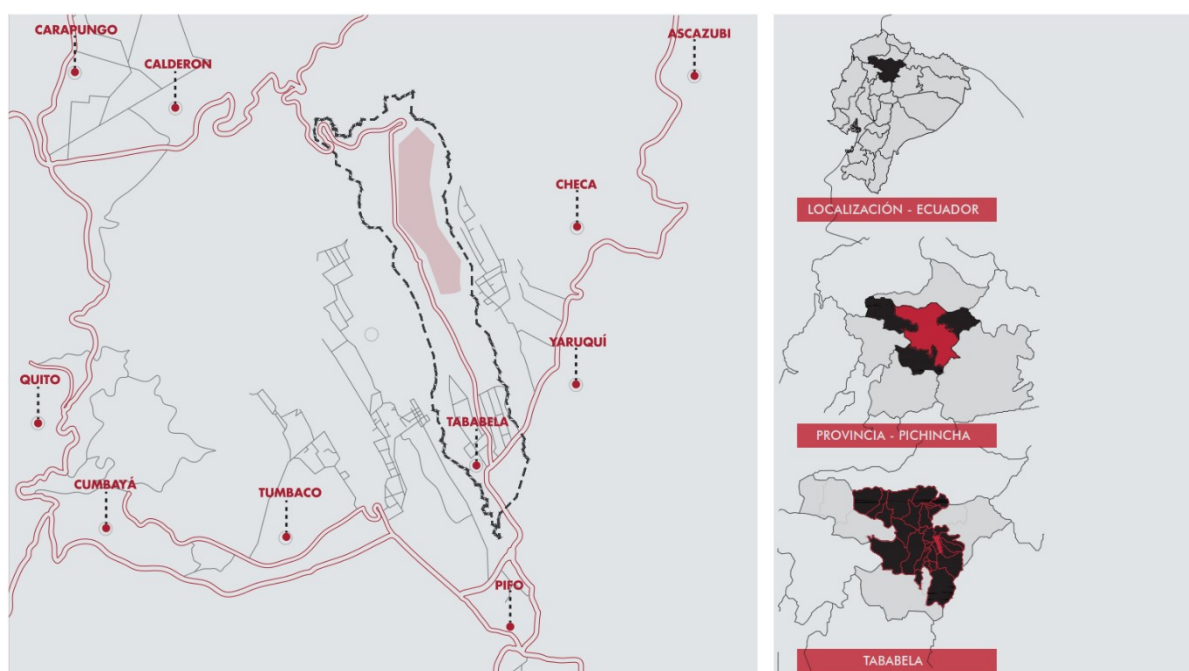 CARAPUNGO
CALDERON
ASCAZUBI
CHECA
YARUQUÍ
QUITO
TABABELA
CUMBAYÁ
TUMBACO
PIFO
LOCALIZACIÓN - ECUADOR
PROVINCIA - PICHINCHA
TABABELA